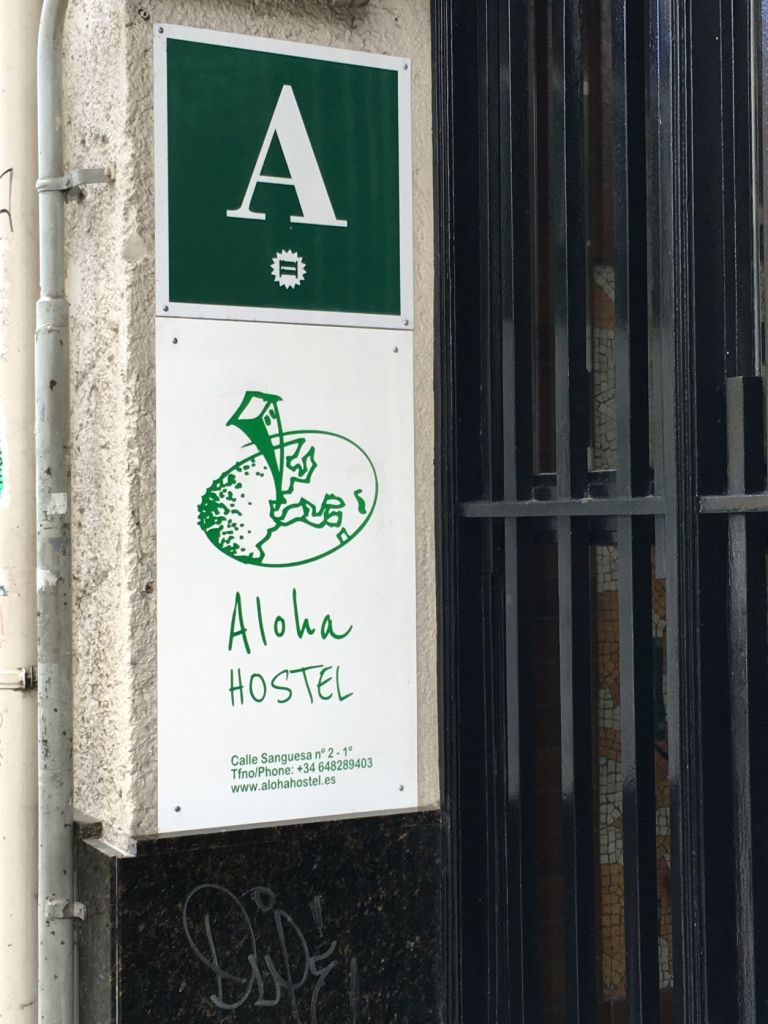 A
Aloha
HOSTEL
Calle Sanguesa nº 2 - 1º
Tfno/Phone: +34 648289403
www.alohahostel.es